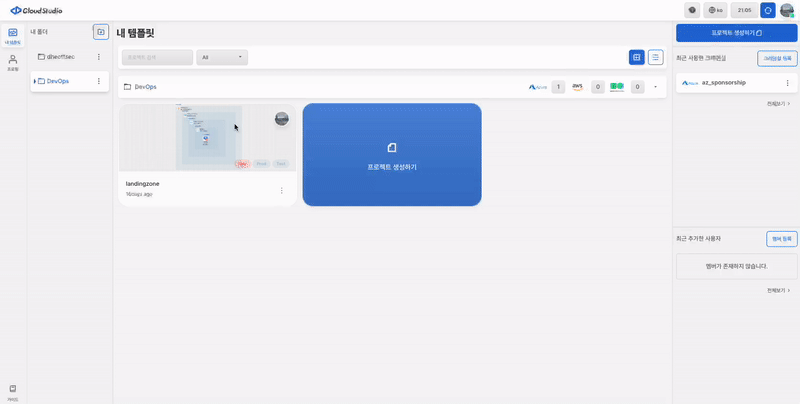 CloudStudio
ko
21:05
내 템플릿
프로필
가이드
내 폴더
DevOps
내 템플릿
프로젝트 검색
All
DevOps
Azure
1
aws
0
0
landingzone
프로젝트 생성하기
프로젝트 생성하기
최근 사용한 크레덴셜
크레덴셜 등록
Azure
az_sponsorship
전체보기 >
최근 추가한 사용자
멤버 등록
멤버가 존재하지 않습니다.
전체보기 >